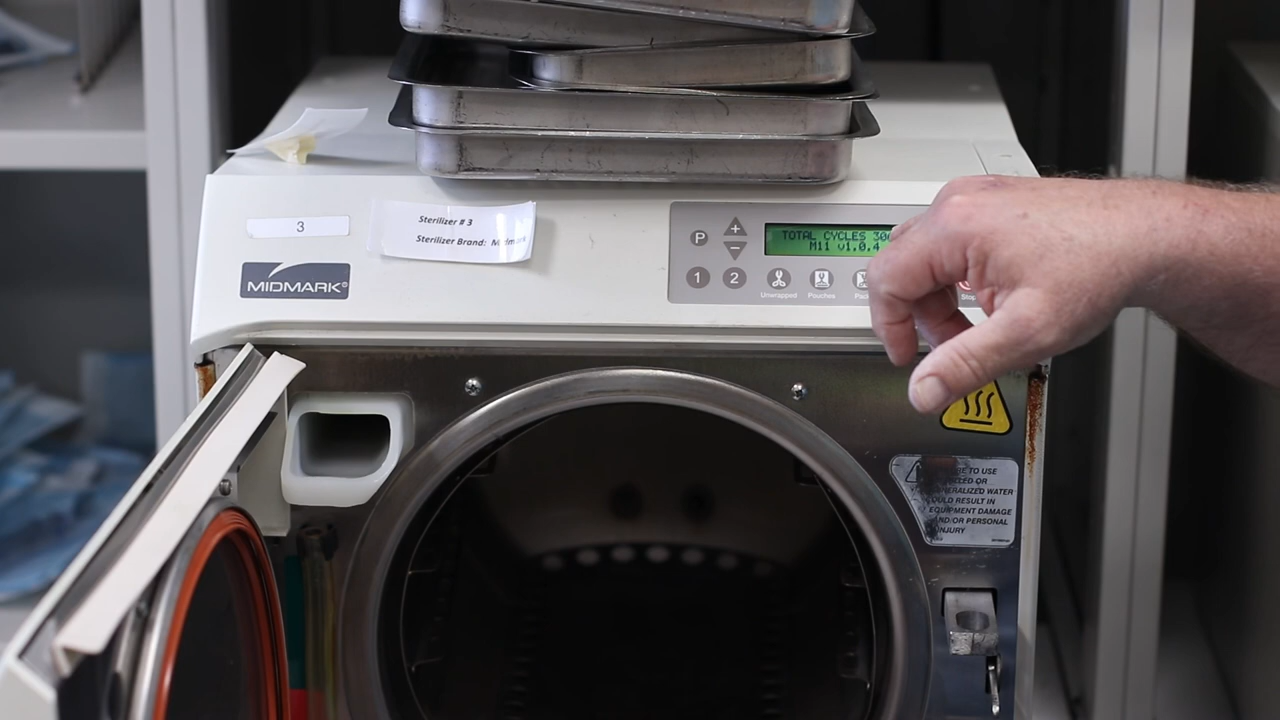 3
Sterilizer # 3
Sterilizer Brand:
MIDMARK®
P
+
-
1
2
TOTAL CYCLES
M11 v1.0.4
Unwrapped
Pouches
Stop
TO USE
OR
WATER
RESULT IN
EQUIPMENT DAMAGE
AND/OR PERSONAL
INJURY